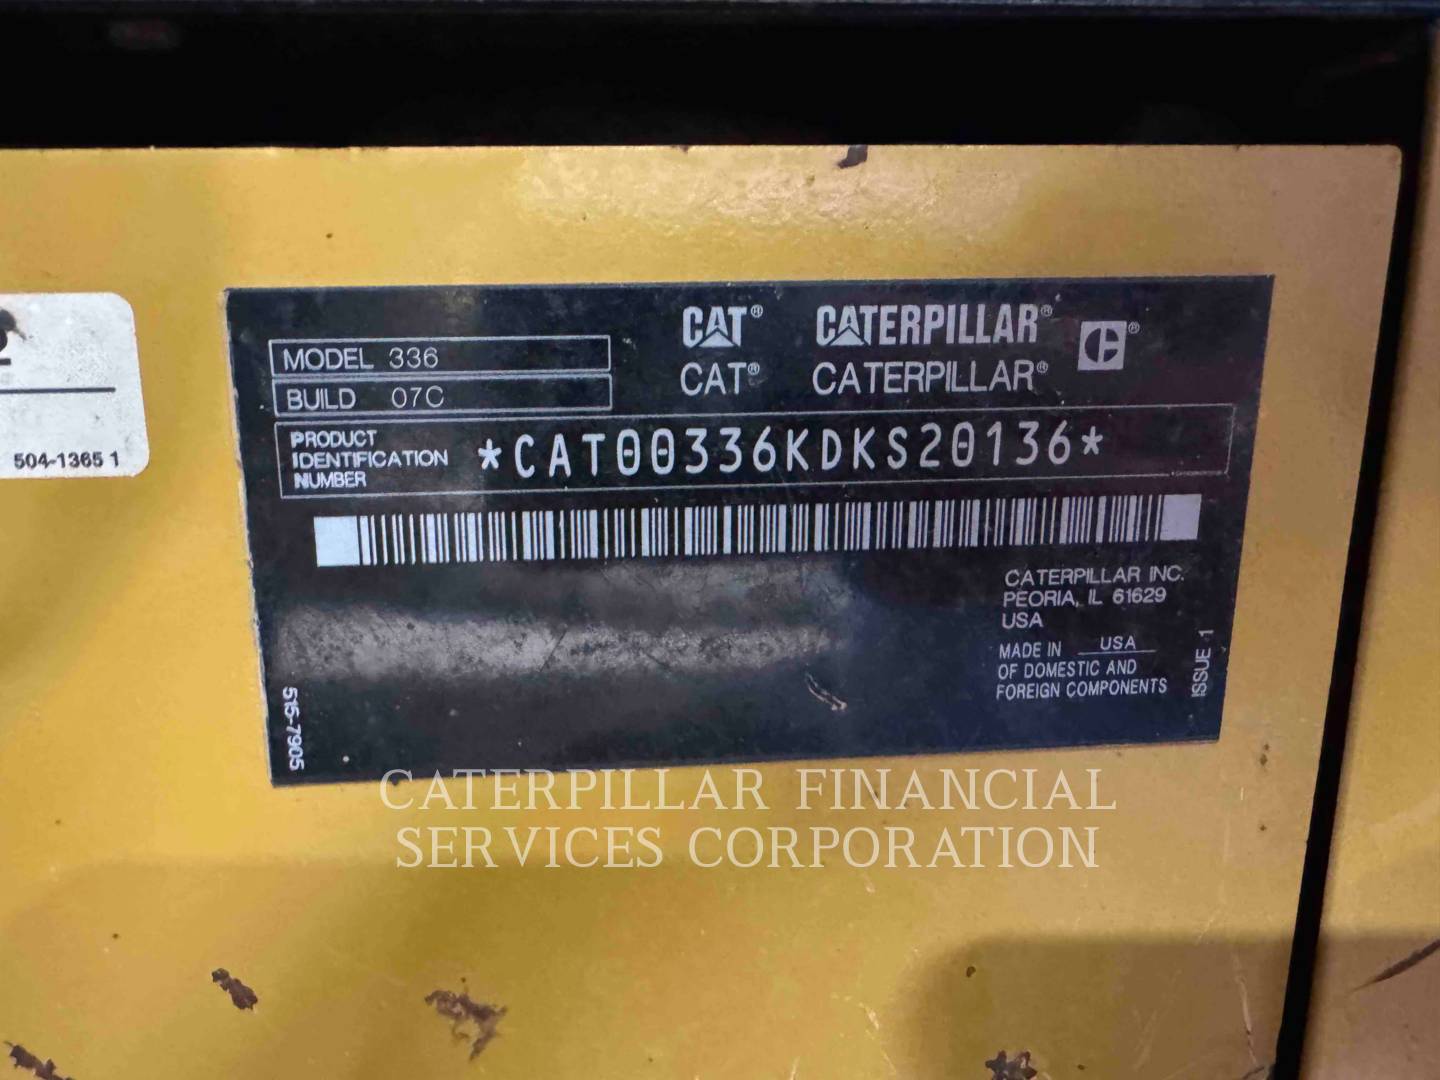 2
504-1365 1
MODEL 336
BUILD 07C
CAT® CATERPILLAR® C®
CAT® CATERPILLAR®
PRODUCT
IDENTIFICATION
NUMBER
*CAT00336KDKS20136*
CATERPILLAR INC.
PEORIA, IL 61629
USA
MADE IN USA
OF DOMESTIC AND
FOREIGN COMPONENTS
ISSUE 1
515-7905
CATERPILLAR FINANCIAL
SERVICES CORPORATION